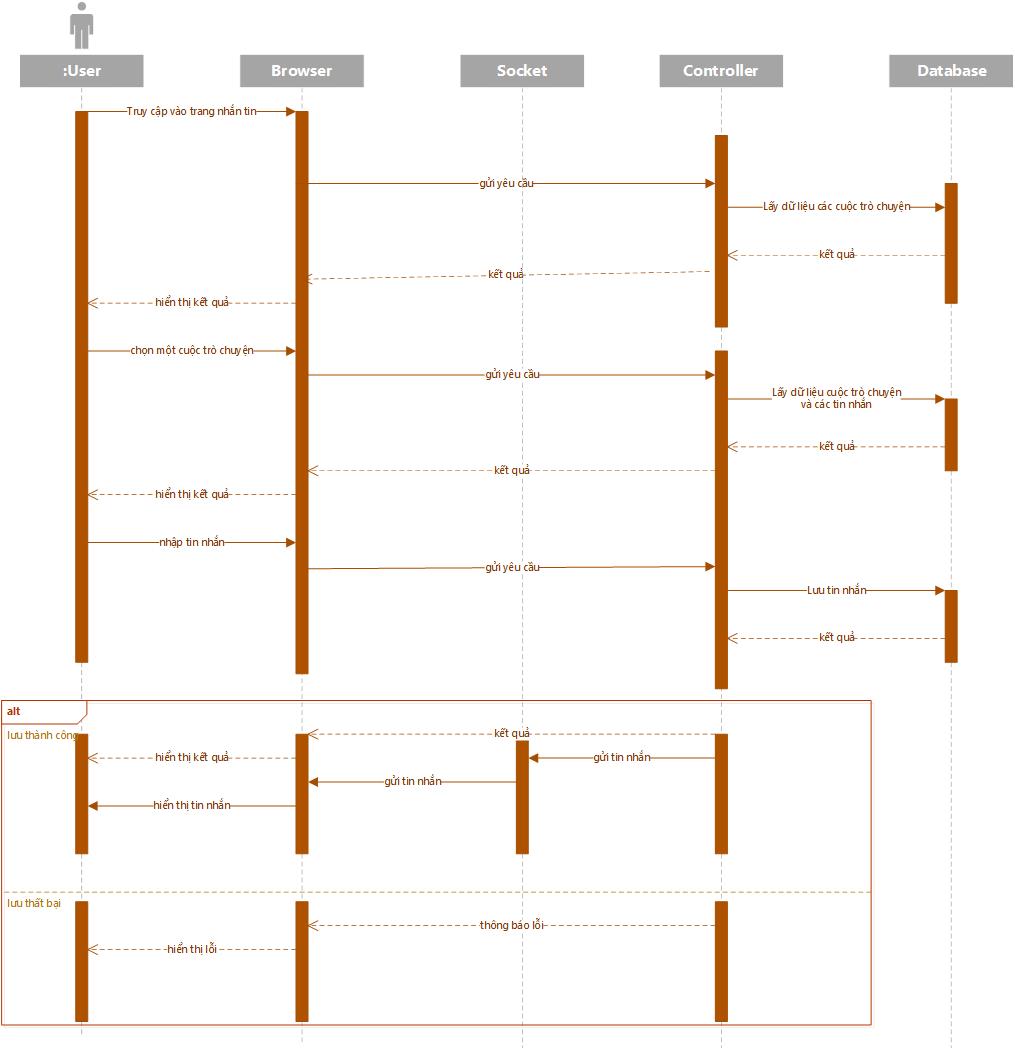 :User
Browser
Socket
Controller
Database
Truy cập vào trang nhắn tin
gửi yêu cầu
Lấy dữ liệu các cuộc trò chuyện
kết quả
kết quả
hiển thị kết quả
chọn một cuộc trò chuyện
gửi yêu cầu
Lấy dữ liệu cuộc trò chuyện
và các tin nhắn
kết quả
kết quả
hiển thị kết quả
nhập tin nhắn
gửi yêu cầu
Lưu tin nhắn
kết quả
alt
lưu thành công
kết quả
hiển thị kết quả
gửi tin nhắn
gửi tin nhắn
hiển thị tin nhắn
lưu thất bại
thông báo lỗi
hiển thị lỗi